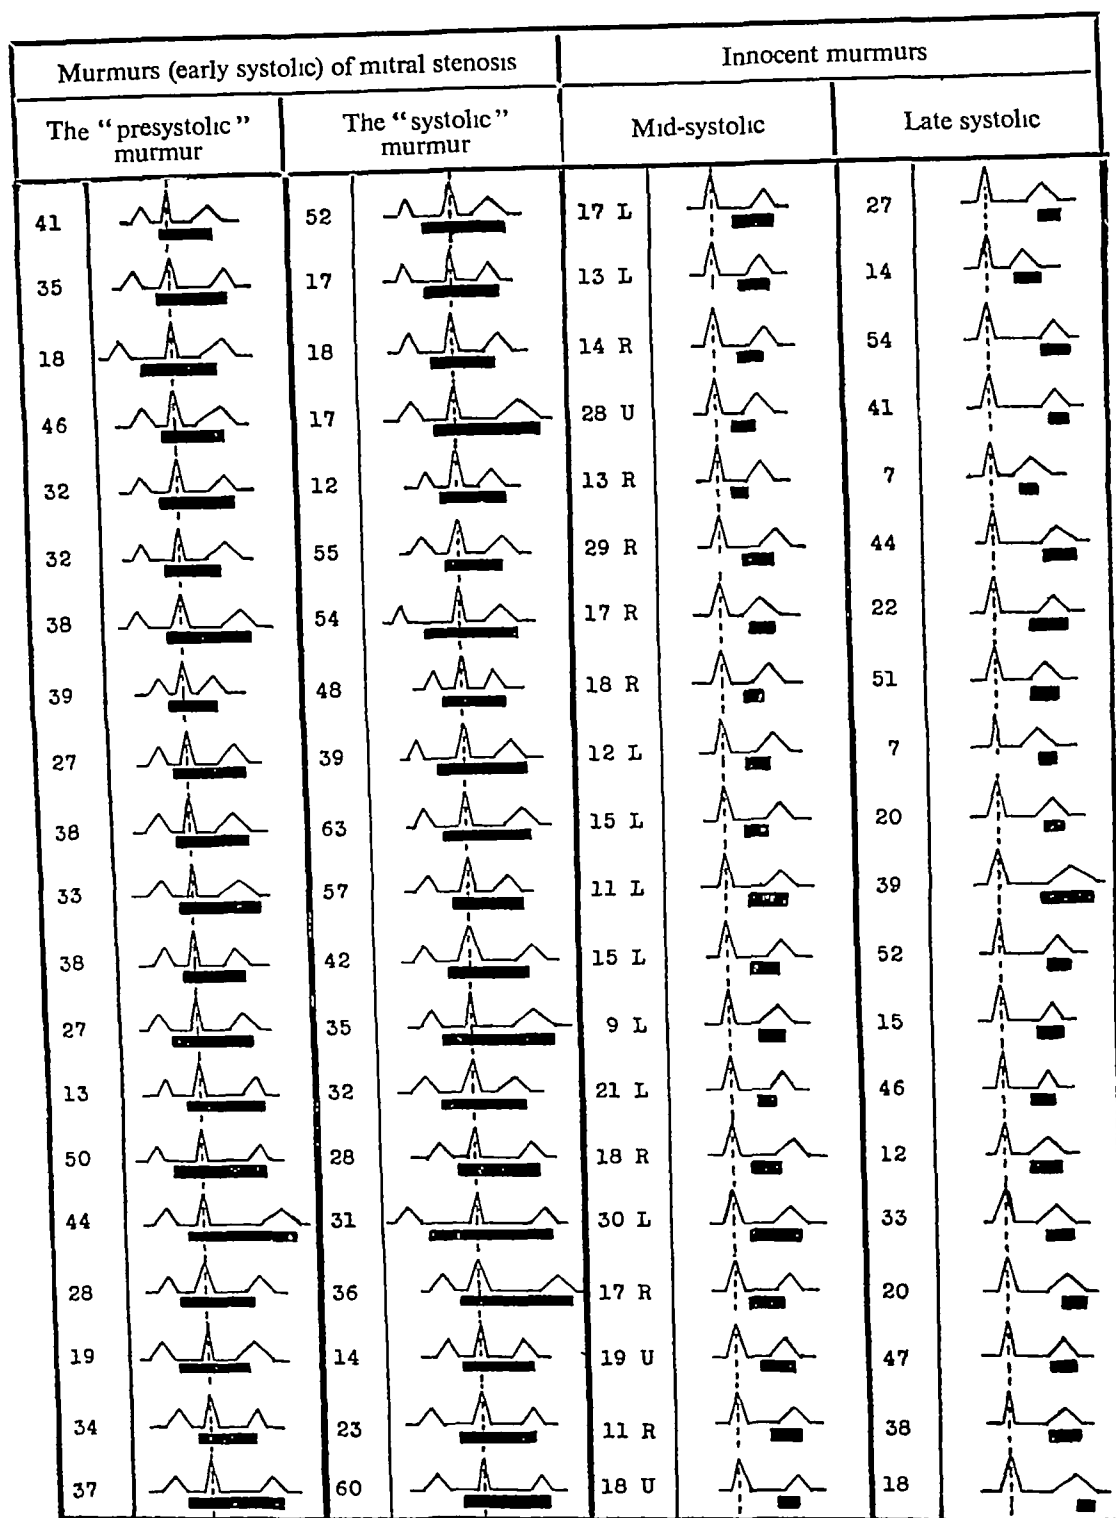 Murmurs (early systolic) of mitral stenosis
Innocent murmurs
The "presystolic" murmur
The "systolic" murmur
Mid-systolic
Late systolic
41 52 17 L 27
35 17 13 L 14
18 18 14 R 54
46 17 28 U 41
32 12 13 R 7
32 55 29 R 44
38 54 17 R 22
39 48 18 R 51
27 39 12 L 7
38 63 15 L 20
33 57 11 L 39
38 42 15 L 52
27 35 9 L 15
13 32 21 L 46
50 28 18 R 12
44 31 30 L 33
28 36 17 R 20
19 14 19 U 47
34 23 11 R 38
37 60 18 U 18